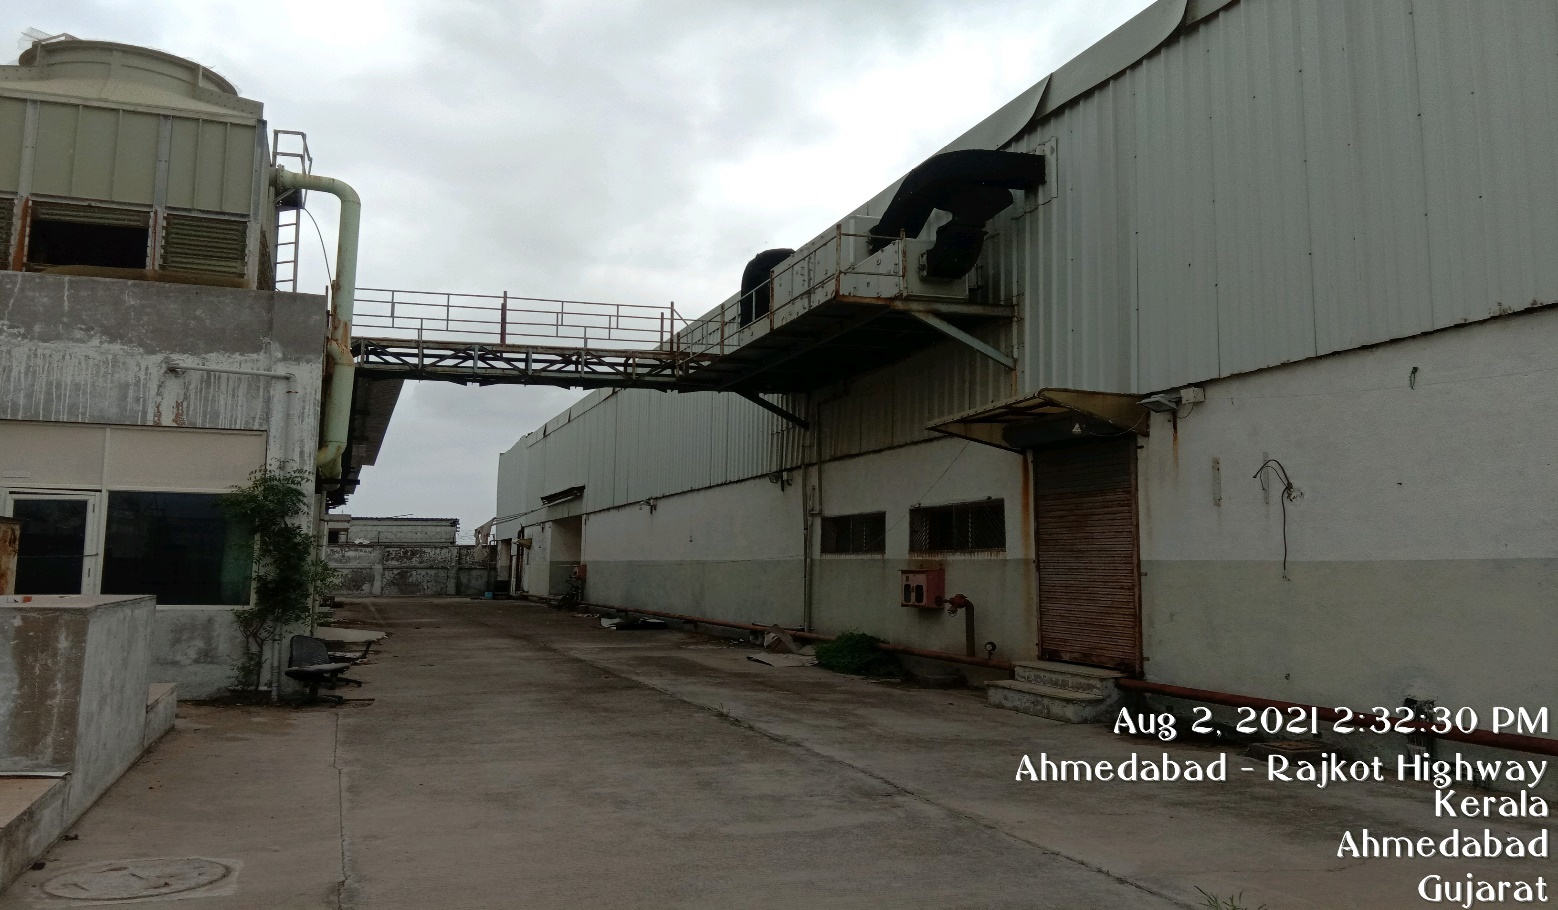 Aug 2, 2021 2:32:30 PM
Ahmedabad - Rajkot Highway
Kerala
Ahmedabad
Gujarat